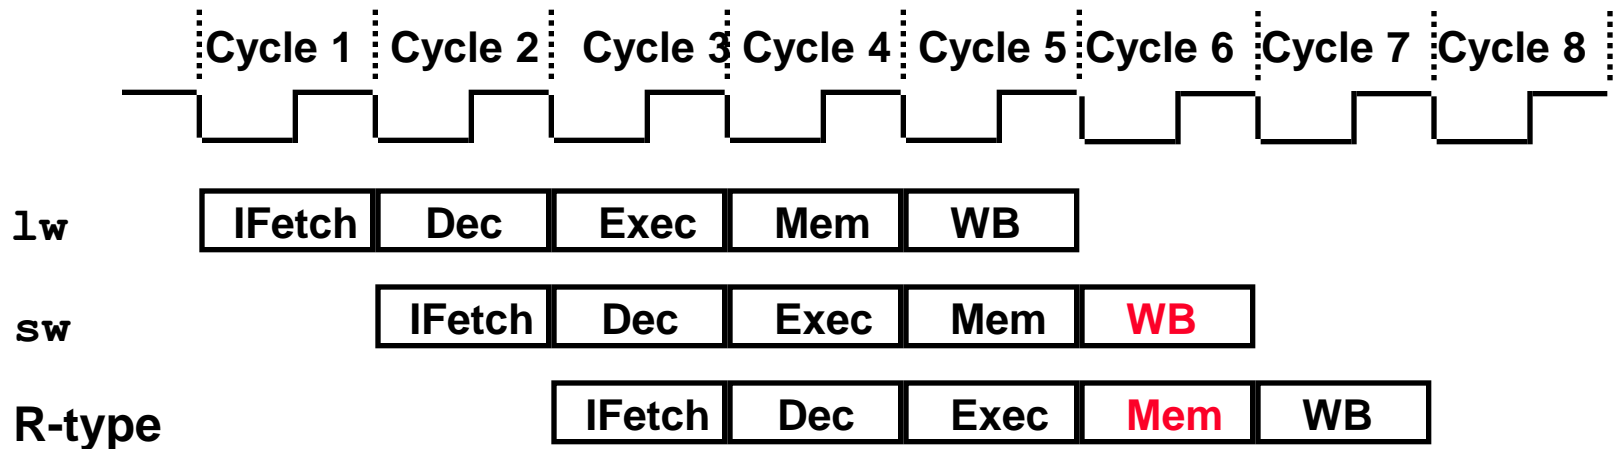 Cycle 1 Cycle 2 Cycle 3 Cycle 4 Cycle 5 Cycle 6 Cycle 7 Cycle 8
lw IFetch Dec Exec Mem WB
sw IFetch Dec Exec Mem WB
R-type IFetch Dec Exec Mem WB